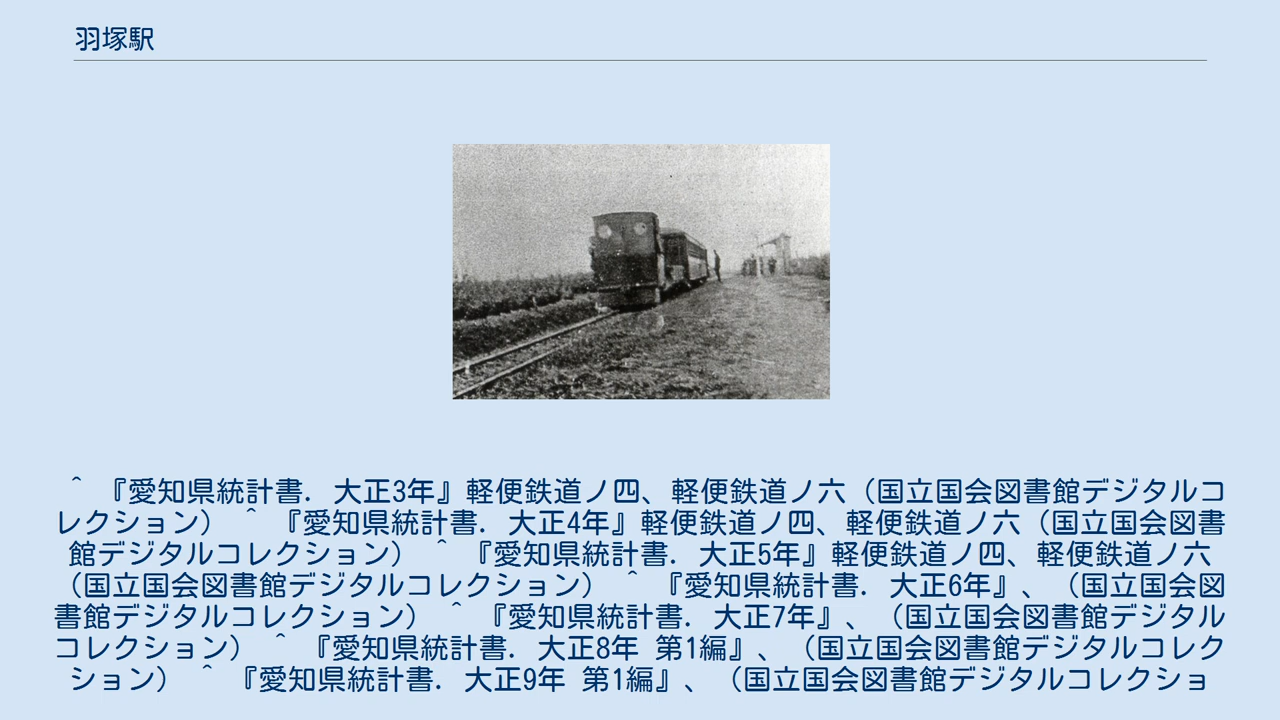 羽塚駅
^ 『愛知県統計書. 大正3年』軽便鉄道ノ四、軽便鉄道ノ六（国立国会図書館デジタルコ
レクション） ^ 『愛知県統計書. 大正4年』軽便鉄道ノ四、軽便鉄道ノ六（国立国会図書
館デジタルコレクション） ^ 『愛知県統計書. 大正5年』軽便鉄道ノ四、軽便鉄道ノ六
（国立国会図書館デジタルコレクション） ^ 『愛知県統計書. 大正6年』、（国立国会図
書館デジタルコレクション） ^ 『愛知県統計書. 大正7年』、（国立国会図書館デジタル
コレクション） ^ 『愛知県統計書. 大正8年 第1編』、（国立国会図書館デジタルコレク
ション） ^ 『愛知県統計書. 大正9年 第1編』、（国立国会図書館デジタルコレクショ